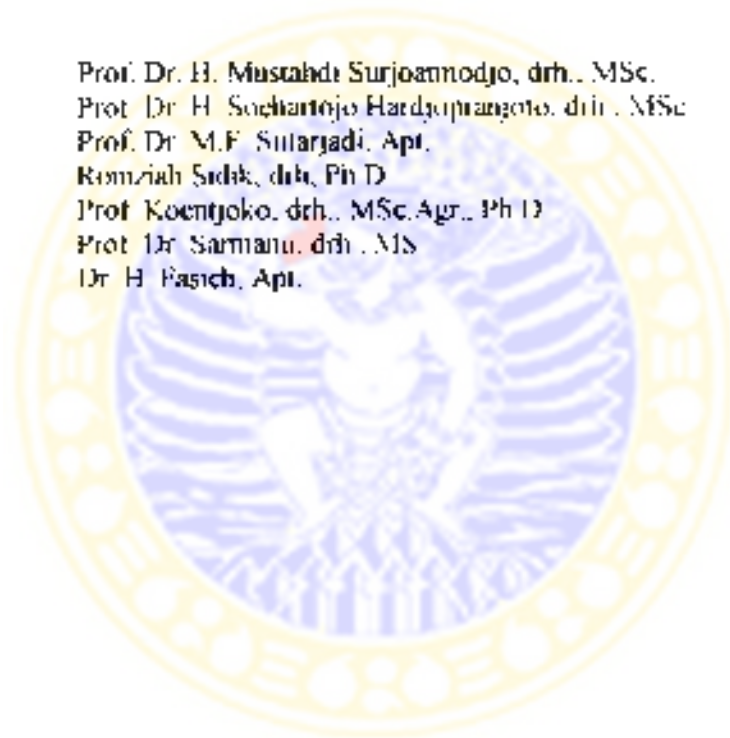 Prof. Dr. H. Mustahdi Surjoatmodjo, drh., MSc.
Prof. Dr. H. Soehartojo Hardjopranjoto, drh., MSc
Prof. Dr. M.F. Sutarjadi, Apt.
Romziah Sidik, drh, Ph D
Prof. Koentjoko, drh., MSc.Agr., Ph D
Prof. Dr. Sarmanu, drh., MS
Dr. H. Fasich, Apt.